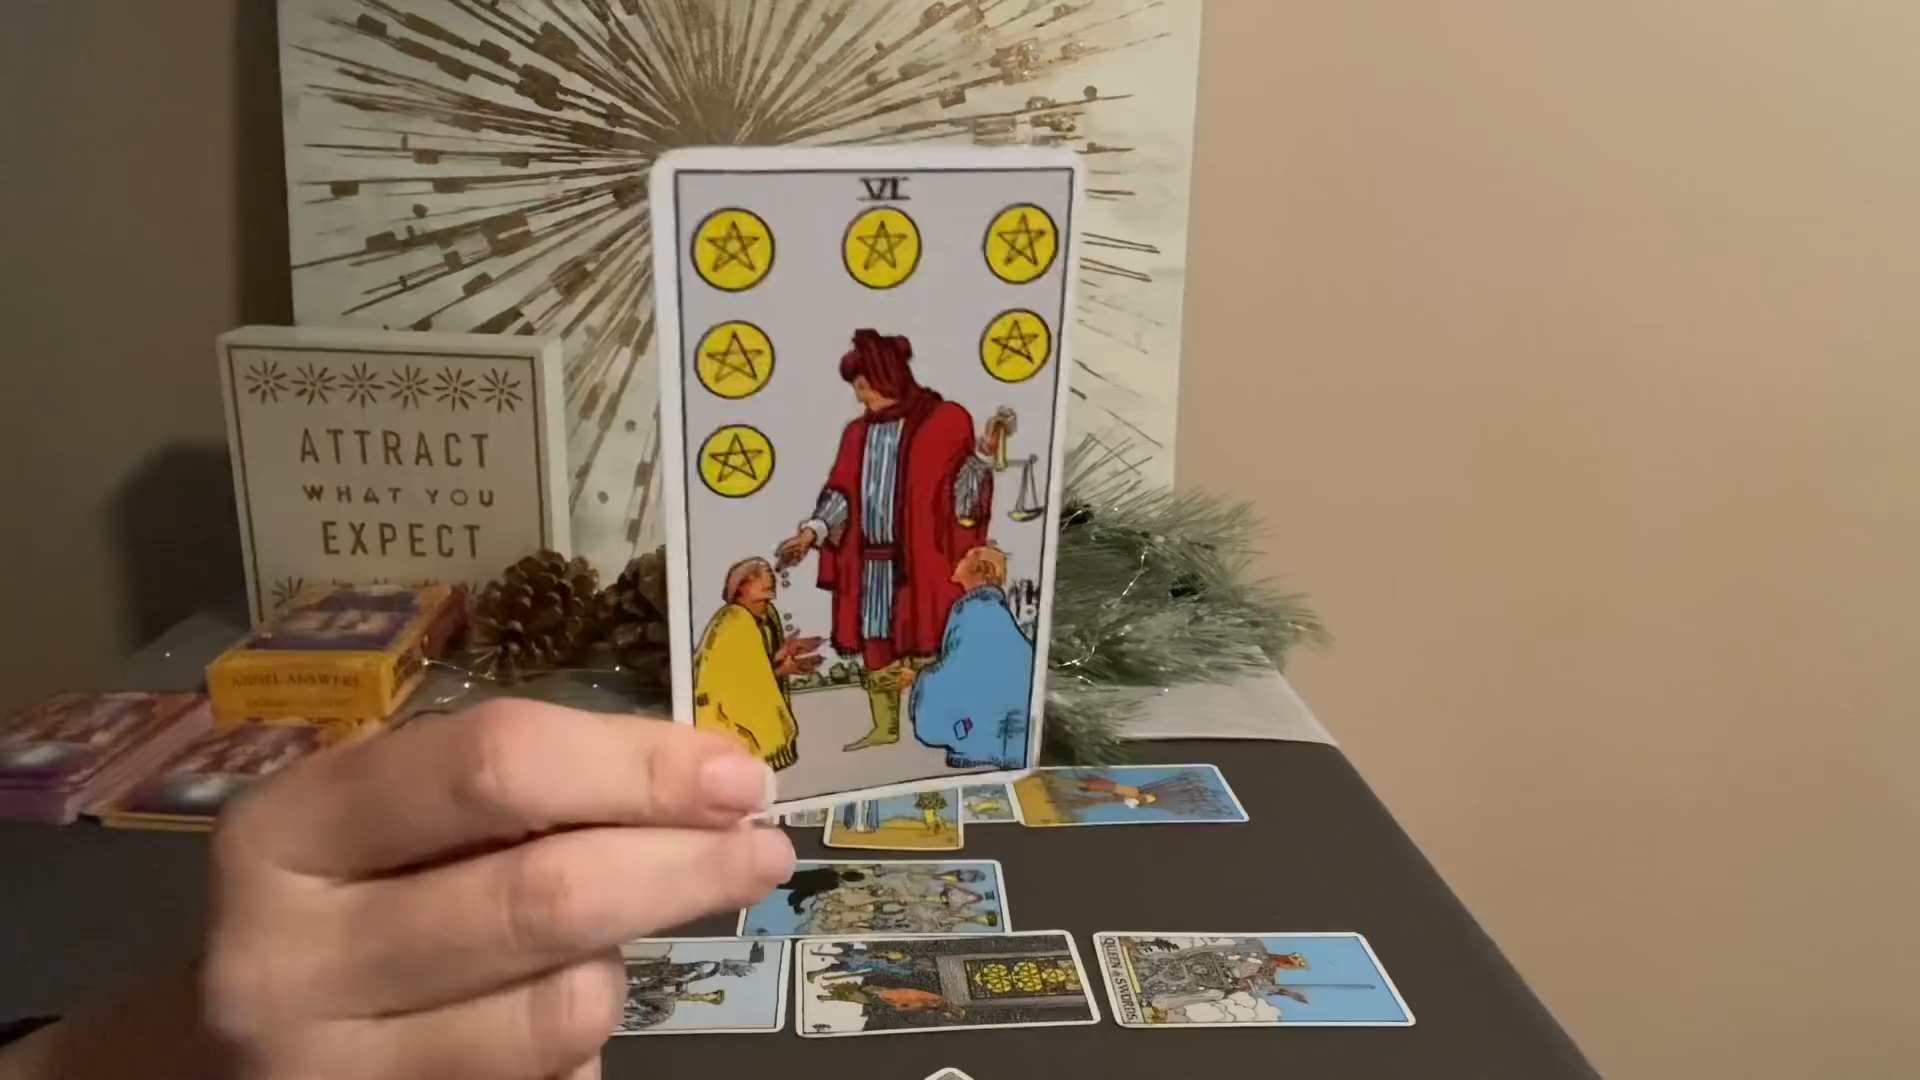 VI
ATTRACT
WHAT YOU
EXPECT
ANGEL ANSWERS
QUEEN of SWORDS.